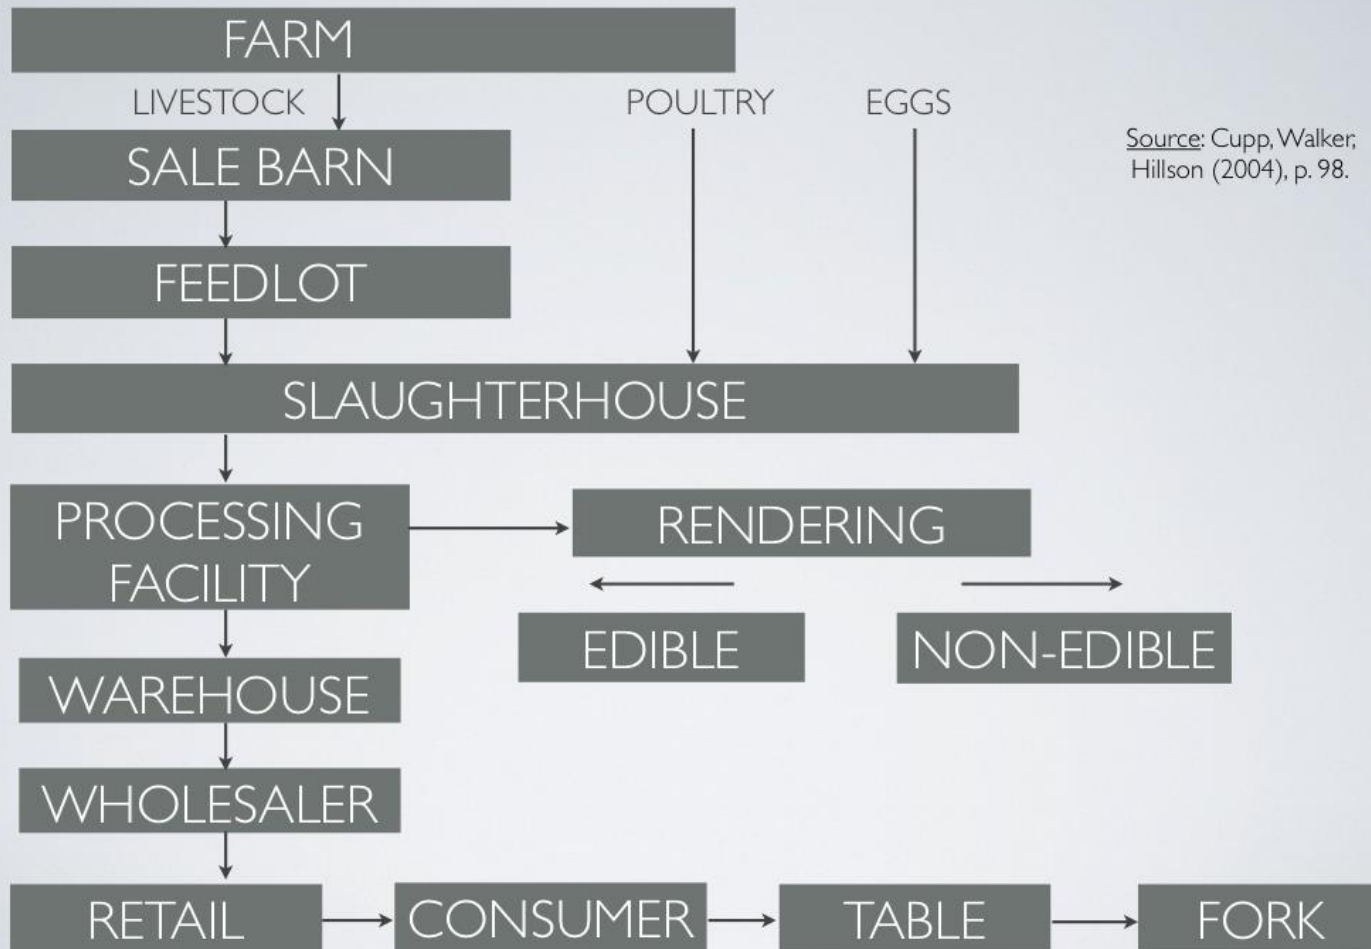 FARM
LIVESTOCK
POULTRY
EGGS
Source: Cupp, Walker,
Hillson (2004), p. 98.
SALE BARN
FEEDLOT
SLAUGHTERHOUSE
PROCESSING
FACILITY
RENDERING
EDIBLE
NON-EDIBLE
WAREHOUSE
WHOLESALER
RETAIL
CONSUMER
TABLE
FORK